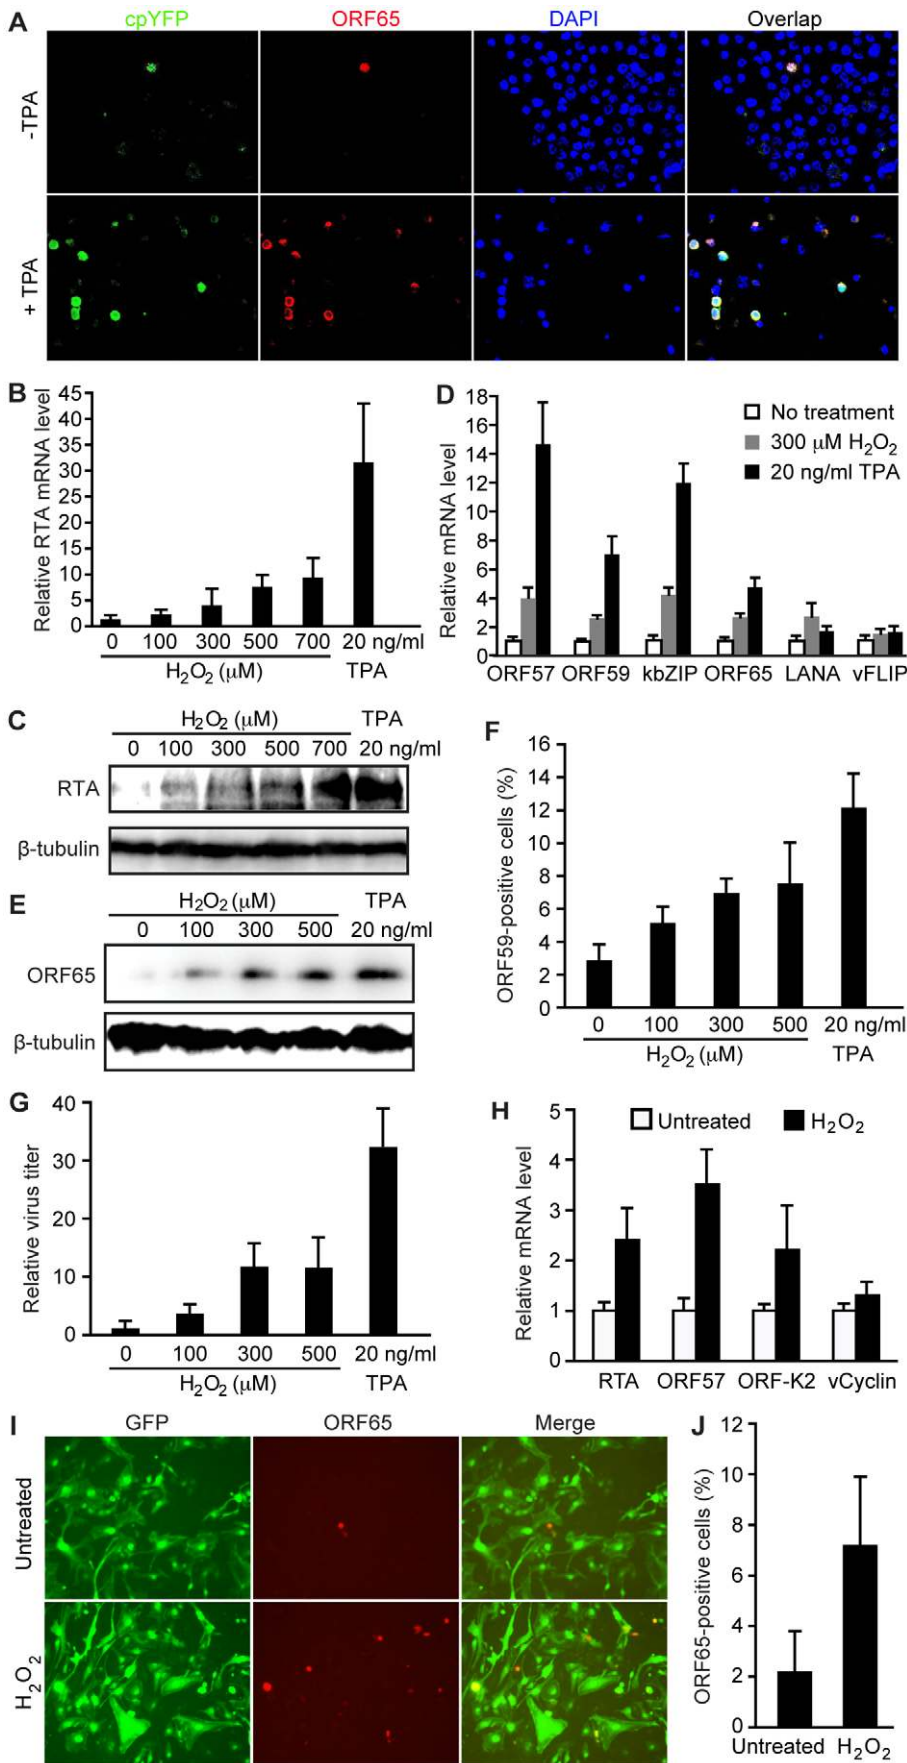 A
cpYFP ORF65 DAPI Overlap
-TPA
+ TPA
B
Relative RTA mRNA level
45
40
35
30
25
20
15
10
5
0
0 100 300 500 700 20 ng/ml
H₂O₂ (μM) TPA
D
Relative mRNA level
18
16
14
12
10
8
6
4
2
0
No treatment
300 μM H₂O₂
20 ng/ml TPA
ORF57 ORF59 kbZIP ORF65 LANA vFLIP
C
H₂O₂ (μM) TPA
0 100 300 500 700 20 ng/ml
RTA
β-tubulin
E
H₂O₂ (μM) TPA
0 100 300 500 20 ng/ml
ORF65
β-tubulin
F
ORF59-positive cells (%)
16
14
12
10
8
6
4
2
0
0 100 300 500 20 ng/ml
H₂O₂ (μM) TPA
G
Relative virus titer
40
30
20
10
0
0 100 300 500 20 ng/ml
H₂O₂ (μM) TPA
H
Relative mRNA level
5
4
3
2
1
0
Untreated H₂O₂
RTA ORF57 ORF-K2 vCyclin
I
GFP ORF65 Merge
Untreated
H₂O₂
J
ORF65-positive cells (%)
12
10
8
6
4
2
0
Untreated H₂O₂